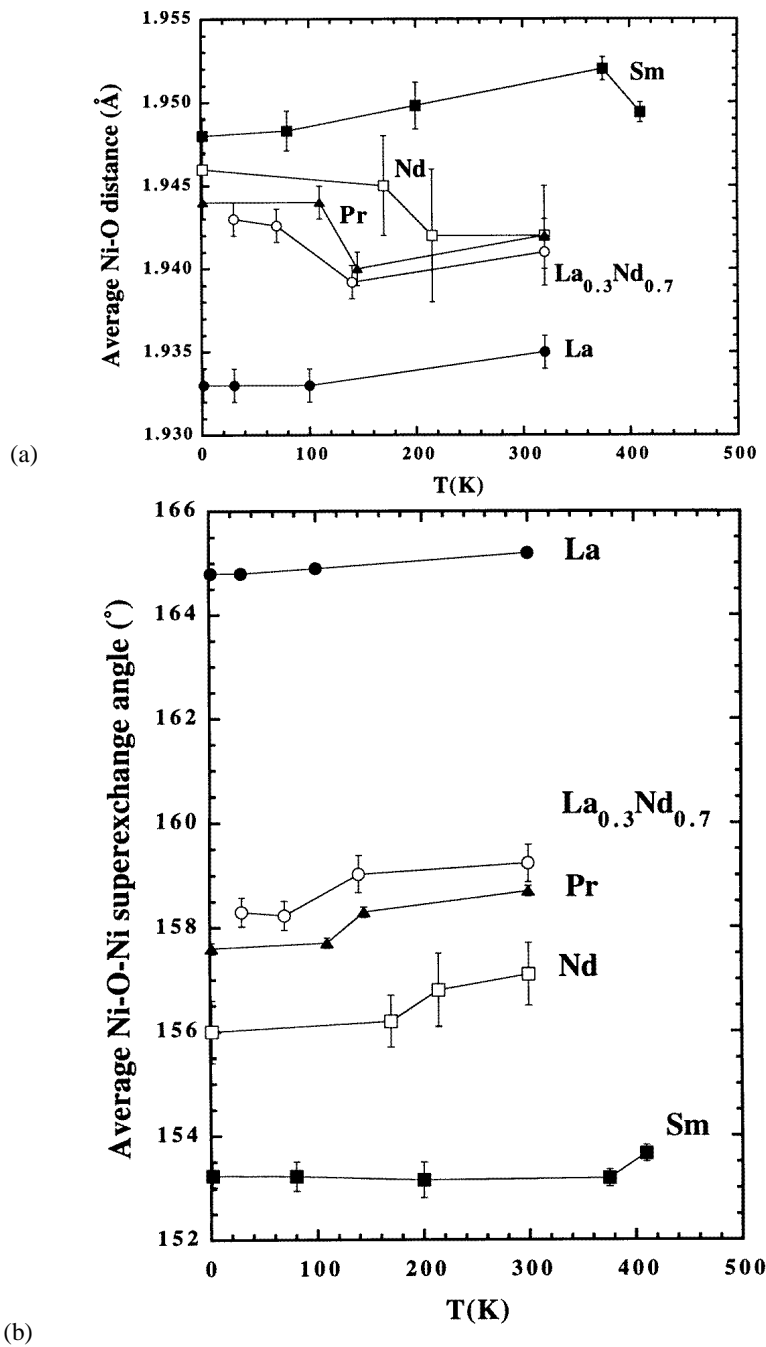 1.955
1.950
1.945
1.940
1.935
1.930
Average Ni-O distance (Å)
Sm
Nd
Pr
La0.3Nd0.7
La
0 100 200 300 400 500
T(K)
(a)
166
164
162
160
158
156
154
152
Average Ni-O-Ni superexchange angle (°)
La
La0.3Nd0.7
Pr
Nd
Sm
0 100 200 300 400 500
T(K)
(b)